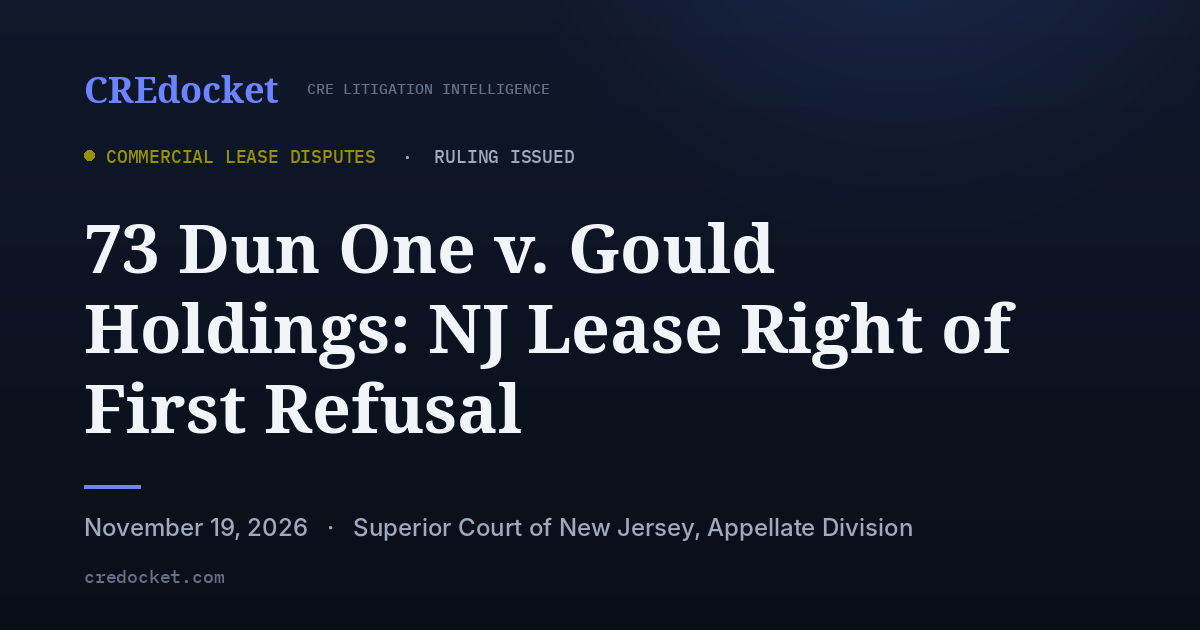 CREdocket CRE LITIGATION INTELLIGENCE
COMMERCIAL LEASE DISPUTES · RULING ISSUED
73 Dun One v. Gould
Holdings: NJ Lease Right of
First Refusal
November 19, 2026 · Superior Court of New Jersey, Appellate Division
credocket.com